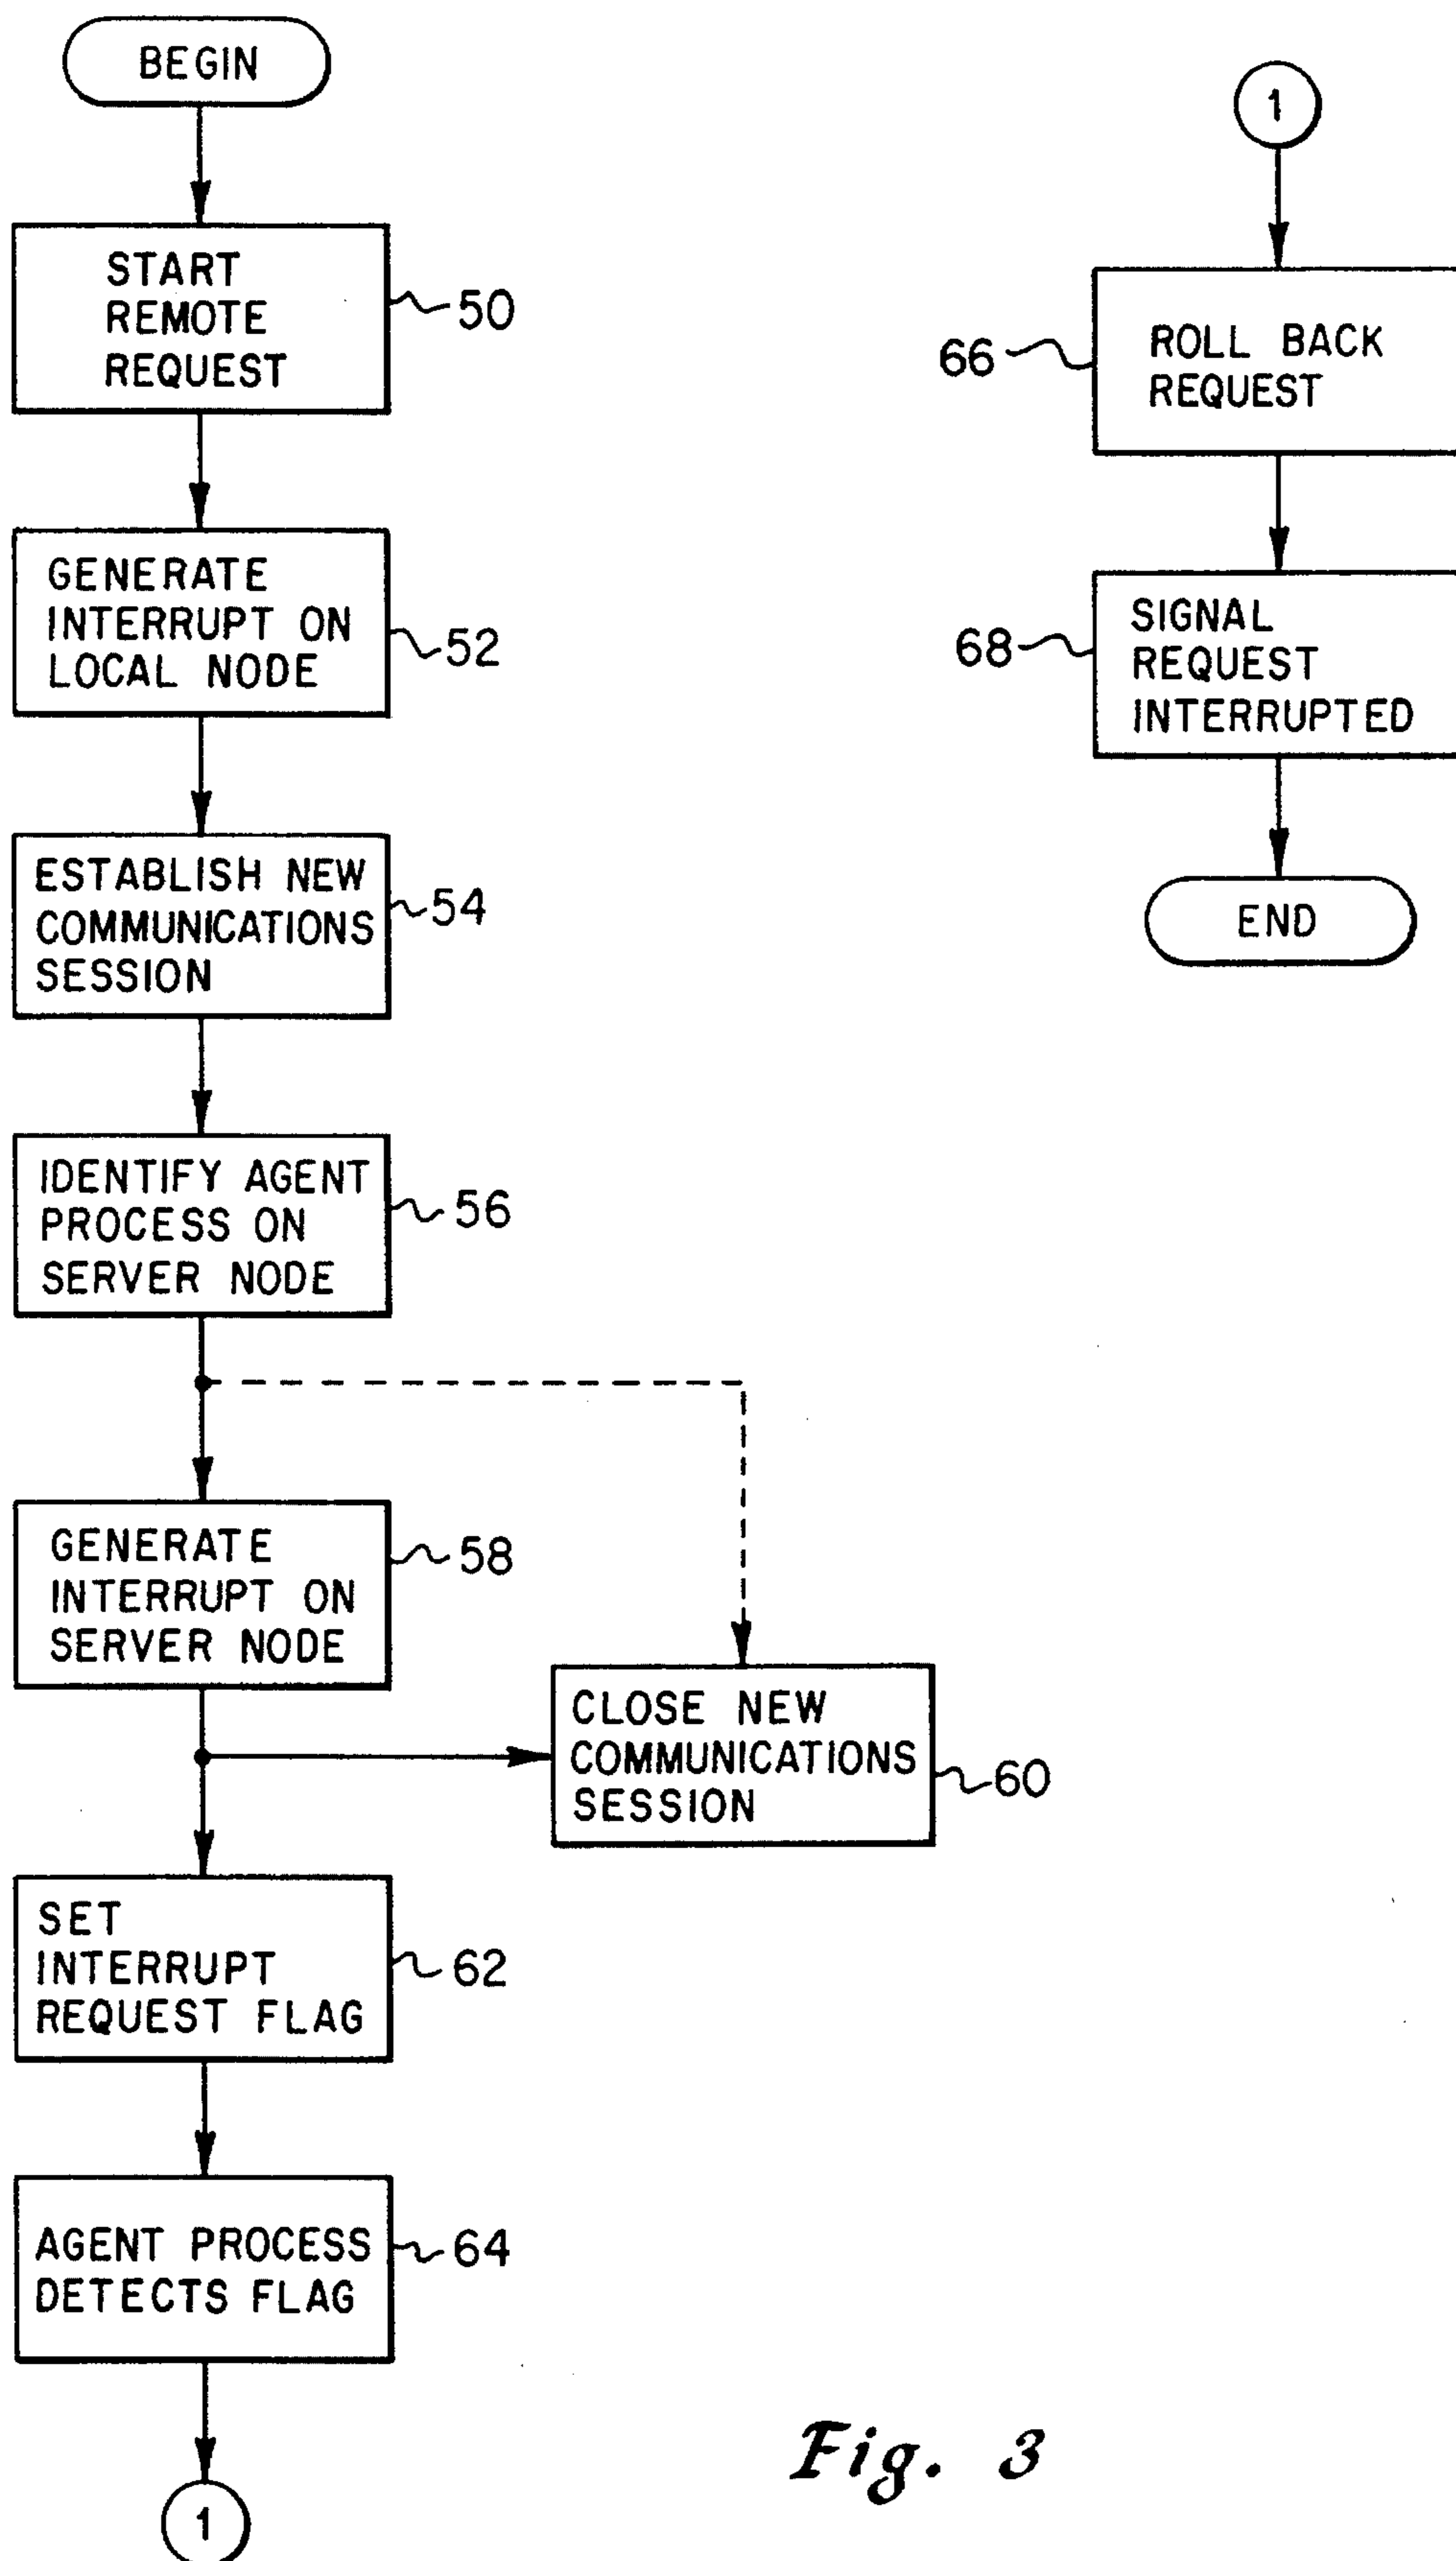 BEGIN
START
REMOTE
REQUEST
50
GENERATE
INTERRUPT ON
LOCAL NODE
52
ESTABLISH NEW
COMMUNICATIONS
SESSION
54
IDENTIFY AGENT
PROCESS ON
SERVER NODE
56
GENERATE
INTERRUPT ON
SERVER NODE
58
CLOSE NEW
COMMUNICATIONS
SESSION
60
SET
INTERRUPT
REQUEST FLAG
62
AGENT PROCESS
DETECTS FLAG
64
1
1
66
ROLL BACK
REQUEST
68
SIGNAL
REQUEST
INTERRUPTED
END
Fig. 3